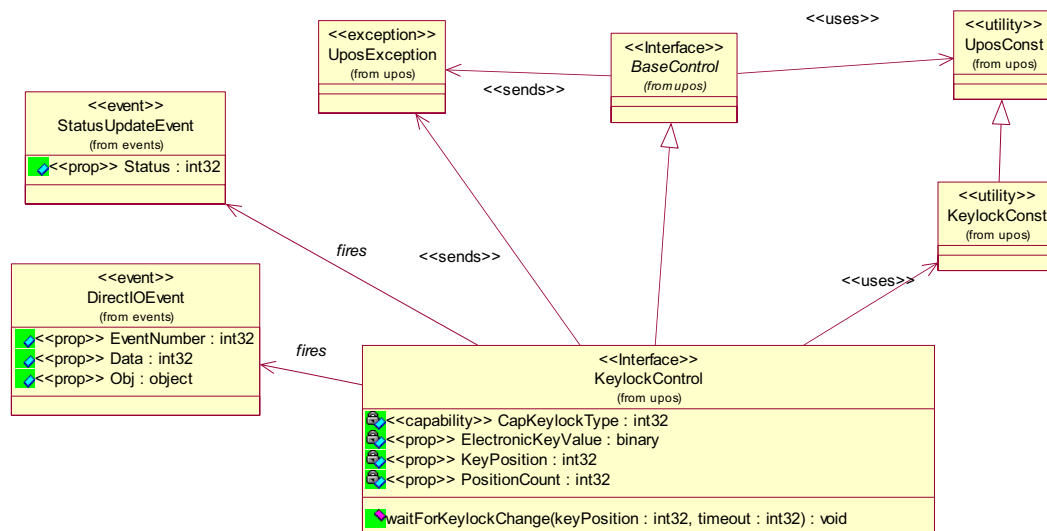 <<exception>>
UposException
(from upos)
<<sends>>
<<Interface>>
BaseControl
(from upos)
<<uses>>
<<utility>>
UposConst
(from upos)
<<event>>
StatusUpdateEvent
(from events)
<<prop>> Status : int32
<<utility>>
KeylockConst
(from upos)
fires
<<sends>>
<<uses>>
<<event>>
DirectIOEvent
(from events)
<<prop>> EventNumber : int32
<<prop>> Data : int32
<<prop>> Obj : object
fires
<<Interface>>
KeylockControl
(from upos)
<<capability>> CapKeylockType : int32
<<prop>> ElectronicKeyValue : binary
<<prop>> KeyPosition : int32
<<prop>> PositionCount : int32
waitForKeylockChange(keyPosition : int32, timeout : int32) : void